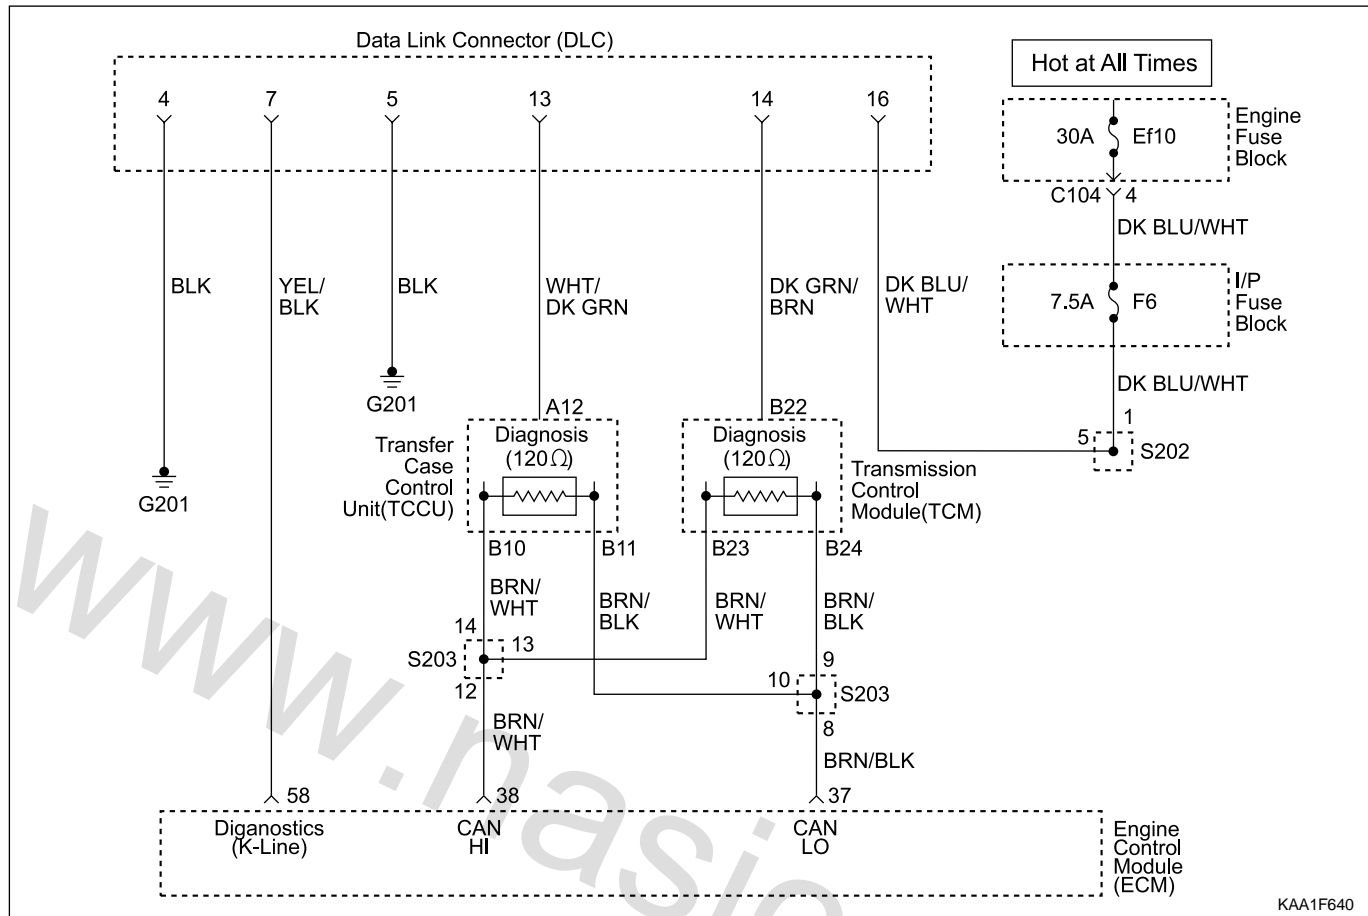 Data Link Connector (DLC)
Hot at All Times
4 7 5 13 14 16
30A Ef10
Engine
Fuse
Block
C104 4
DK BLU/WHT
BLK
YEL/
BLK
BLK
WHT/
DK GRN
DK GRN/
BRN
DK BLU/
WHT
7.5A F6
I/P
Fuse
Block
DK BLU/WHT
G201
G201
A12
B22
1
5
S202
Transfer
Case
Control
Unit(TCCU)
Diagnosis
(120Ω)
Diagnosis
(120Ω)
Transmission
Control
Module(TCM)
B10 B11 B23 B24
BRN/
WHT
BRN/
BLK
BRN/
WHT
BRN/
BLK
14
13
S203
12
9
10
S203
8
BRN/
WHT
BRN/BLK
58 38 37
Diganostics
(K-Line)
CAN
HI
CAN
LO
Engine
Control
Module
(ECM)
KAA1F640